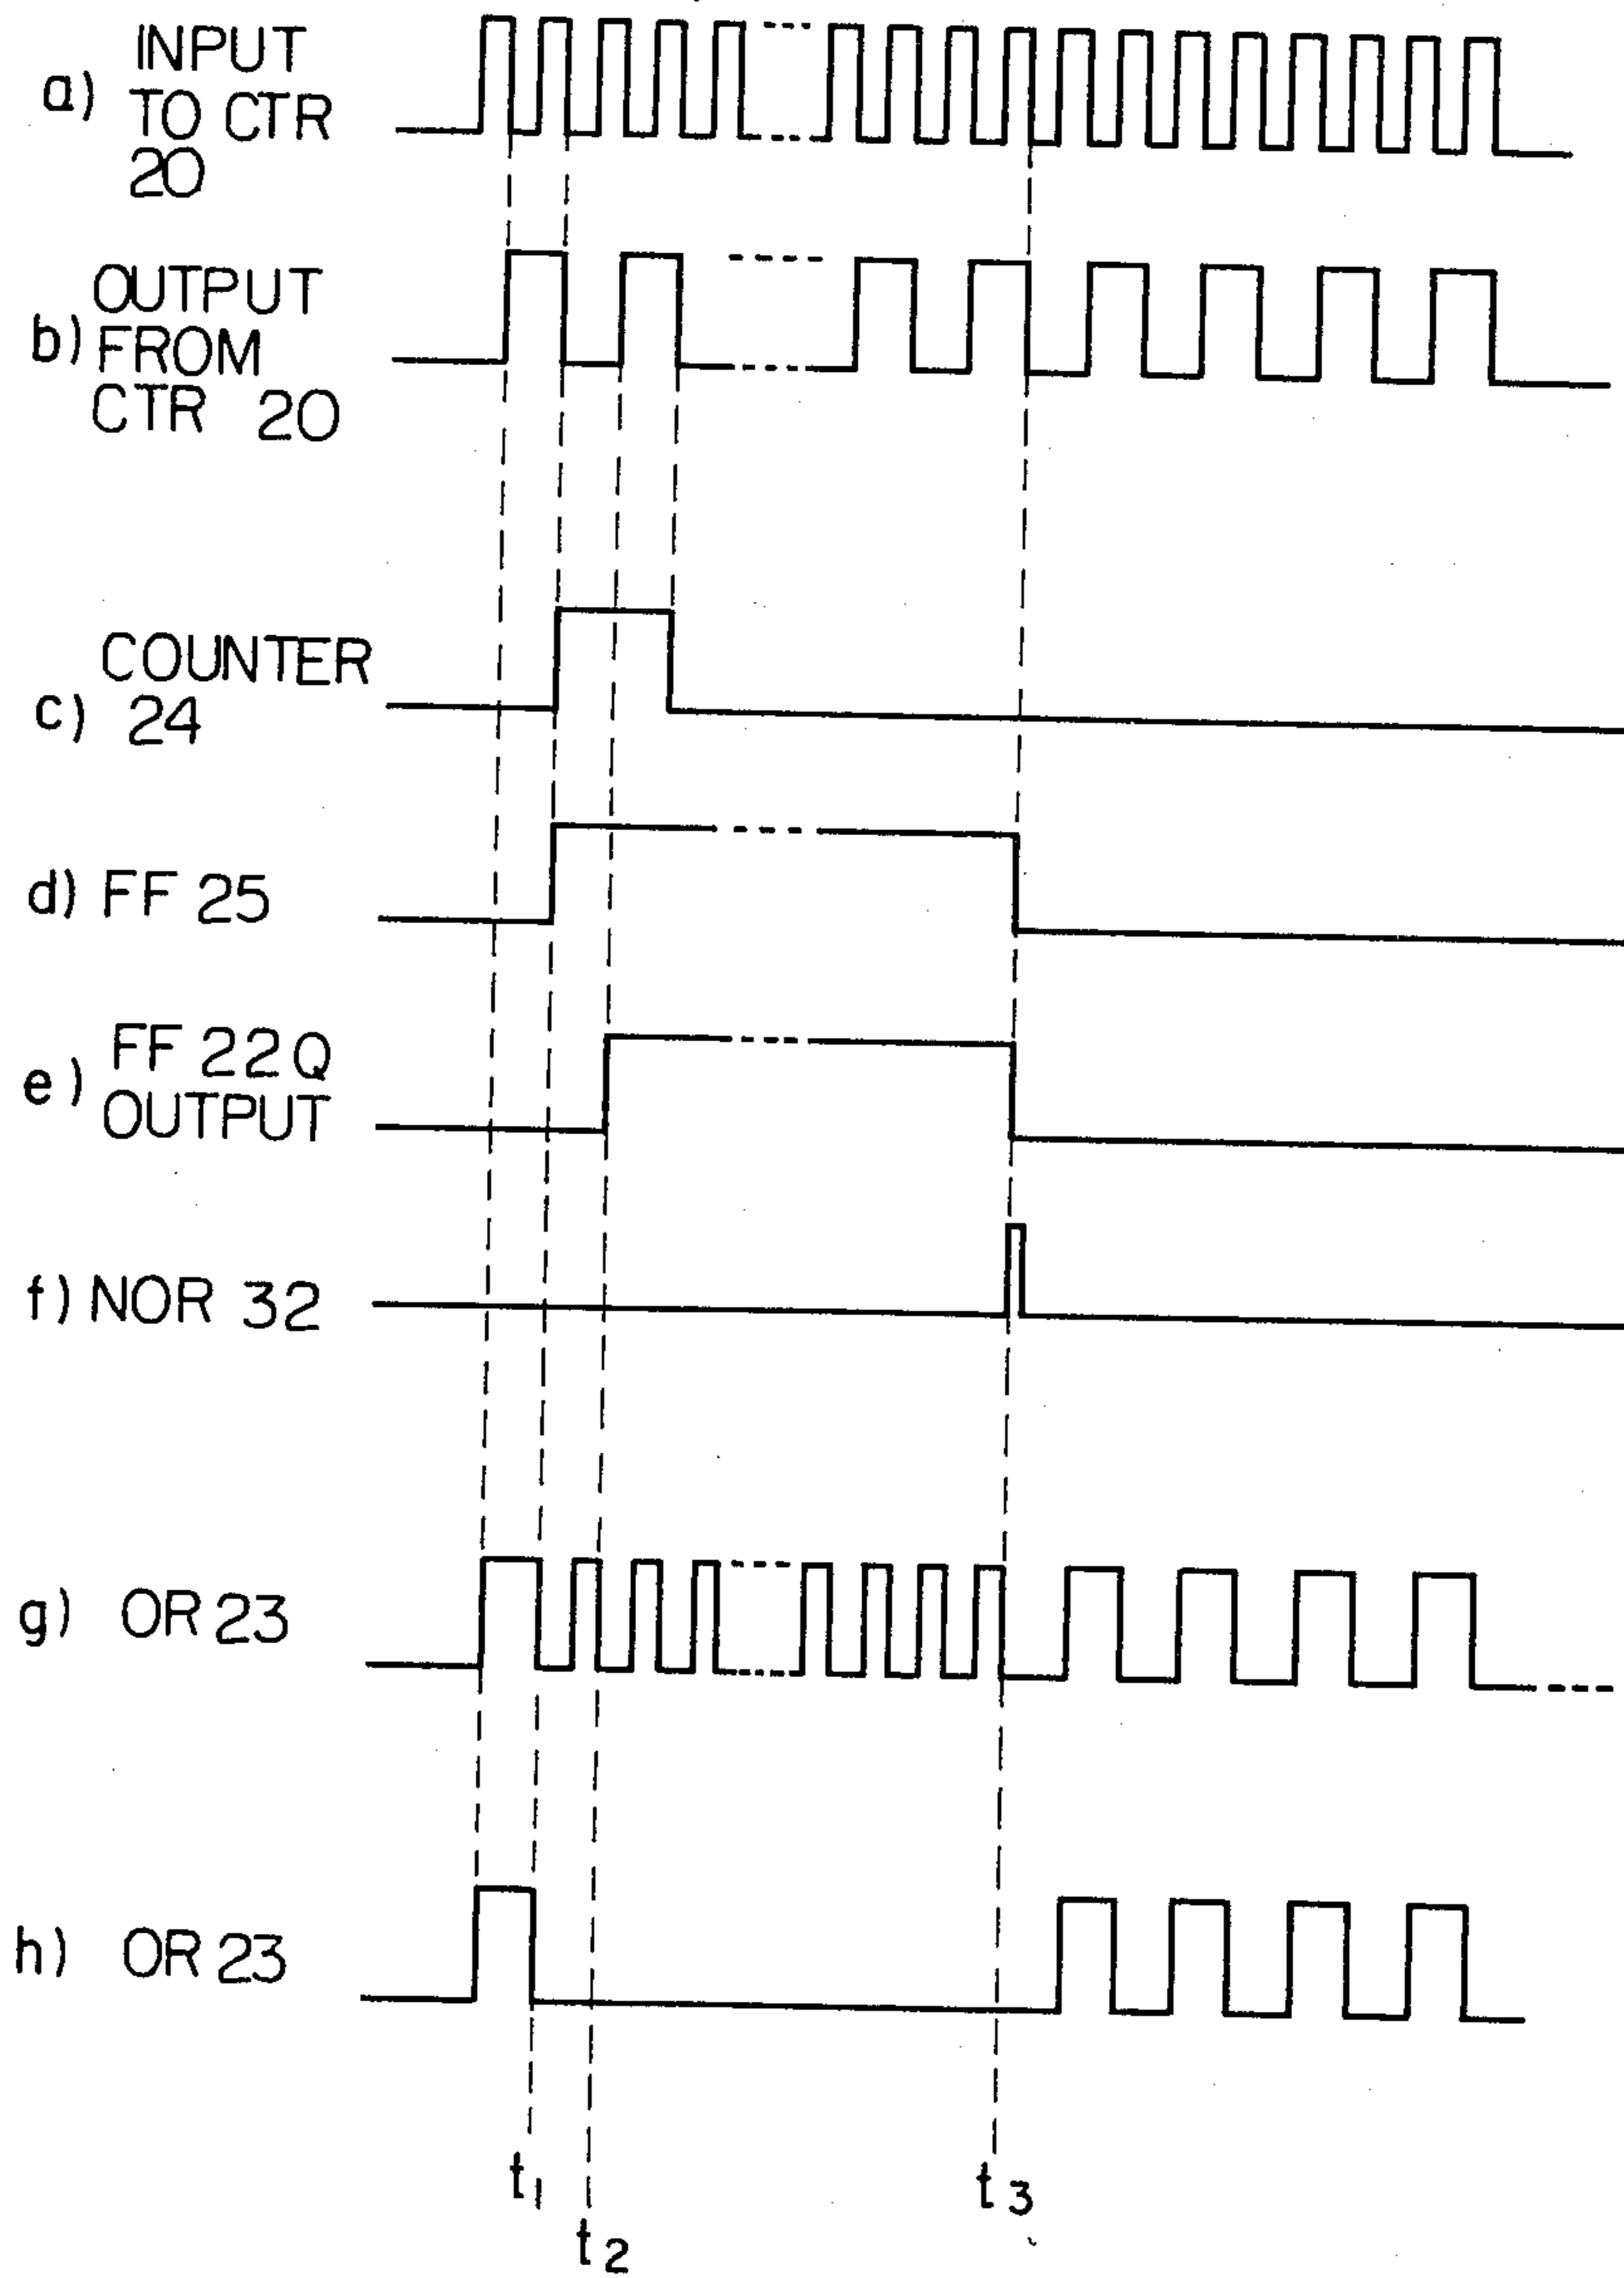 a) INPUT
TO CTR
20
b) OUTPUT
FROM
CTR 20
c) COUNTER
24
d) FF 25
e) FF 22Q
OUTPUT
f) NOR 32
g) OR 23
h) OR 23
t1
t2
t3